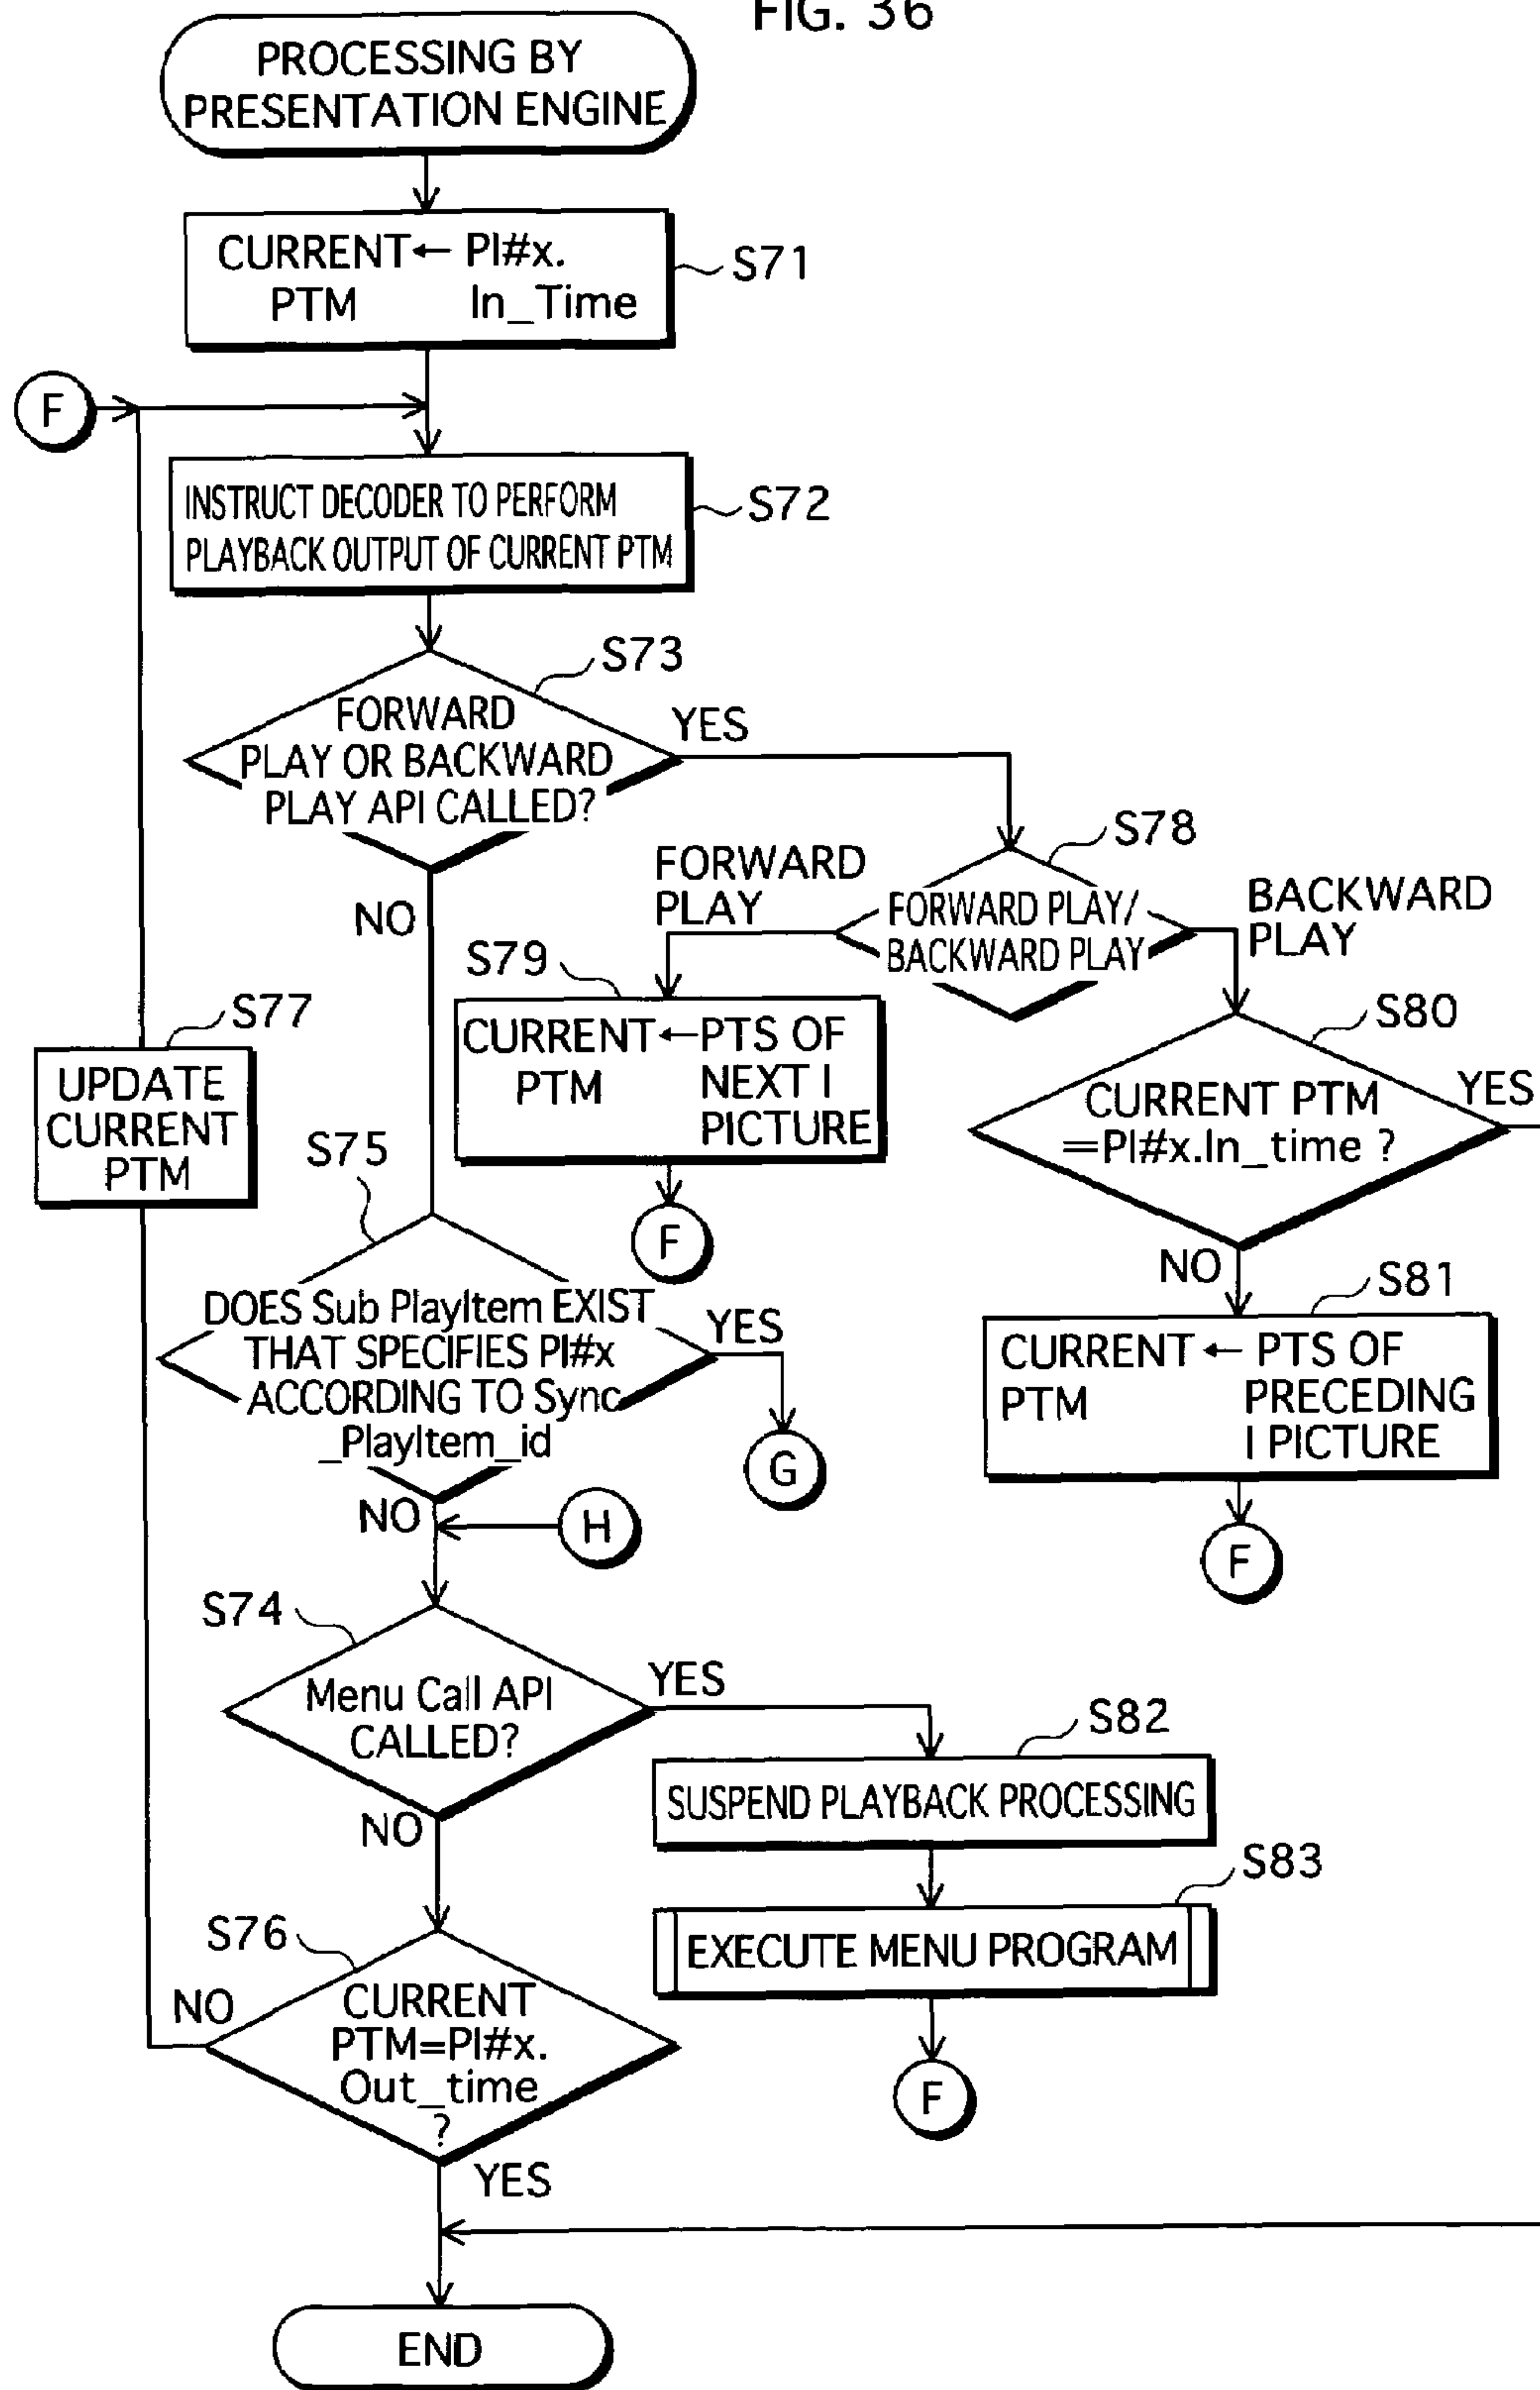 FIG. 36
PROCESSING BY
PRESENTATION ENGINE
CURRENT ← PI#x.
PTM In_Time
S71
F
INSTRUCT DECODER TO PERFORM
PLAYBACK OUTPUT OF CURRENT PTM
S72
S73
FORWARD
PLAY OR BACKWARD
PLAY API CALLED?
YES
NO
S78
FORWARD
PLAY
FORWARD PLAY/
BACKWARD PLAY
BACKWARD
PLAY
S79
CURRENT ← PTS OF
PTM NEXT I
PICTURE
F
S80
CURRENT PTM
=PI#x.In_time ?
YES
NO
S81
CURRENT ← PTS OF
PTM PRECEDING
I PICTURE
F
S77
UPDATE
CURRENT
PTM
S75
DOES Sub PlayItem EXIST
THAT SPECIFIES PI#x
ACCORDING TO Sync
_PlayItem_id
YES
G
NO
H
S74
Menu Call API
CALLED?
YES
NO
S82
SUSPEND PLAYBACK PROCESSING
S83
EXECUTE MENU PROGRAM
F
S76
NO
CURRENT
PTM=PI#x.
Out_time
?
YES
END